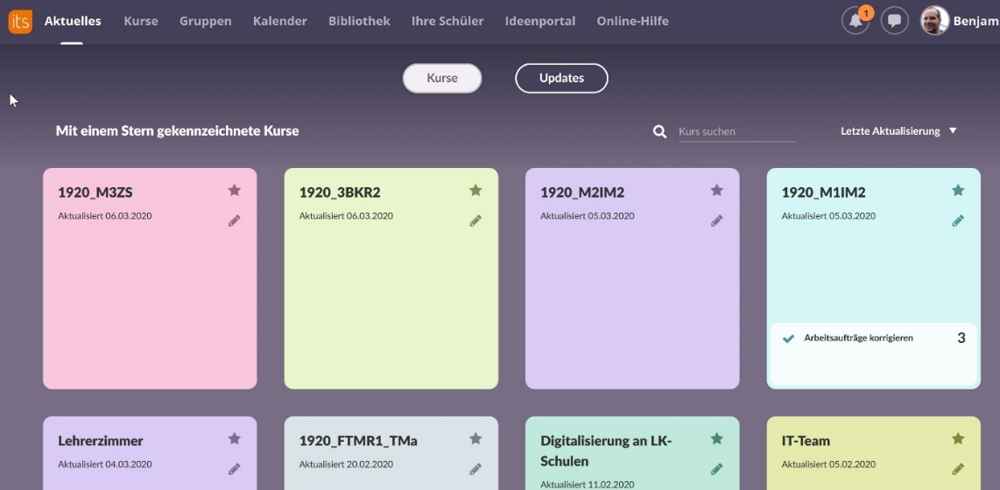 its Aktuelles Kurse Gruppen Kalender Bibliothek Ihre Schüler Ideenportal Online-Hilfe 1 Benjam
Kurse Updates
Mit einem Stern gekennzeichnete Kurse Kurs suchen Letzte Aktualisierung
1920_M3ZS
Aktualisiert 06.03.2020
1920_3BKR2
Aktualisiert 06.03.2020
1920_M2IM2
Aktualisiert 05.03.2020
1920_M1IM2
Aktualisiert 05.03.2020
Arbeitsaufträge korrigieren 3
Lehrerzimmer
Aktualisiert 04.03.2020
1920_FTMR1_TMa
Aktualisiert 20.02.2020
Digitalisierung an LK-
Schulen
Aktualisiert 11.02.2020
IT-Team
Aktualisiert 05.02.2020